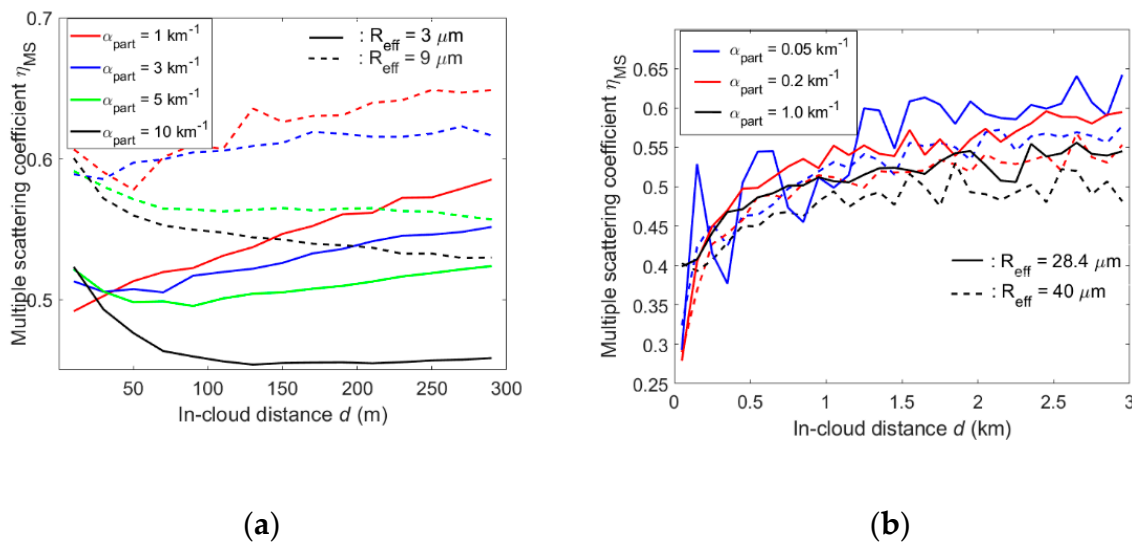 0.7
0.6
0.5
Multiple scattering coefficient η_MS
α_part = 1 km⁻¹
α_part = 3 km⁻¹
α_part = 5 km⁻¹
α_part = 10 km⁻¹
: R_eff = 3 μm
: R_eff = 9 μm
50 100 150 200 250 300
In-cloud distance d (m)
(a)
0.65
0.6
0.55
0.5
0.45
0.4
0.35
0.3
0.25
Multiple scattering coefficient η_MS
α_part = 0.05 km⁻¹
α_part = 0.2 km⁻¹
α_part = 1.0 km⁻¹
: R_eff = 28.4 μm
: R_eff = 40 μm
0 0.5 1 1.5 2 2.5 3
In-cloud distance d (km)
(b)